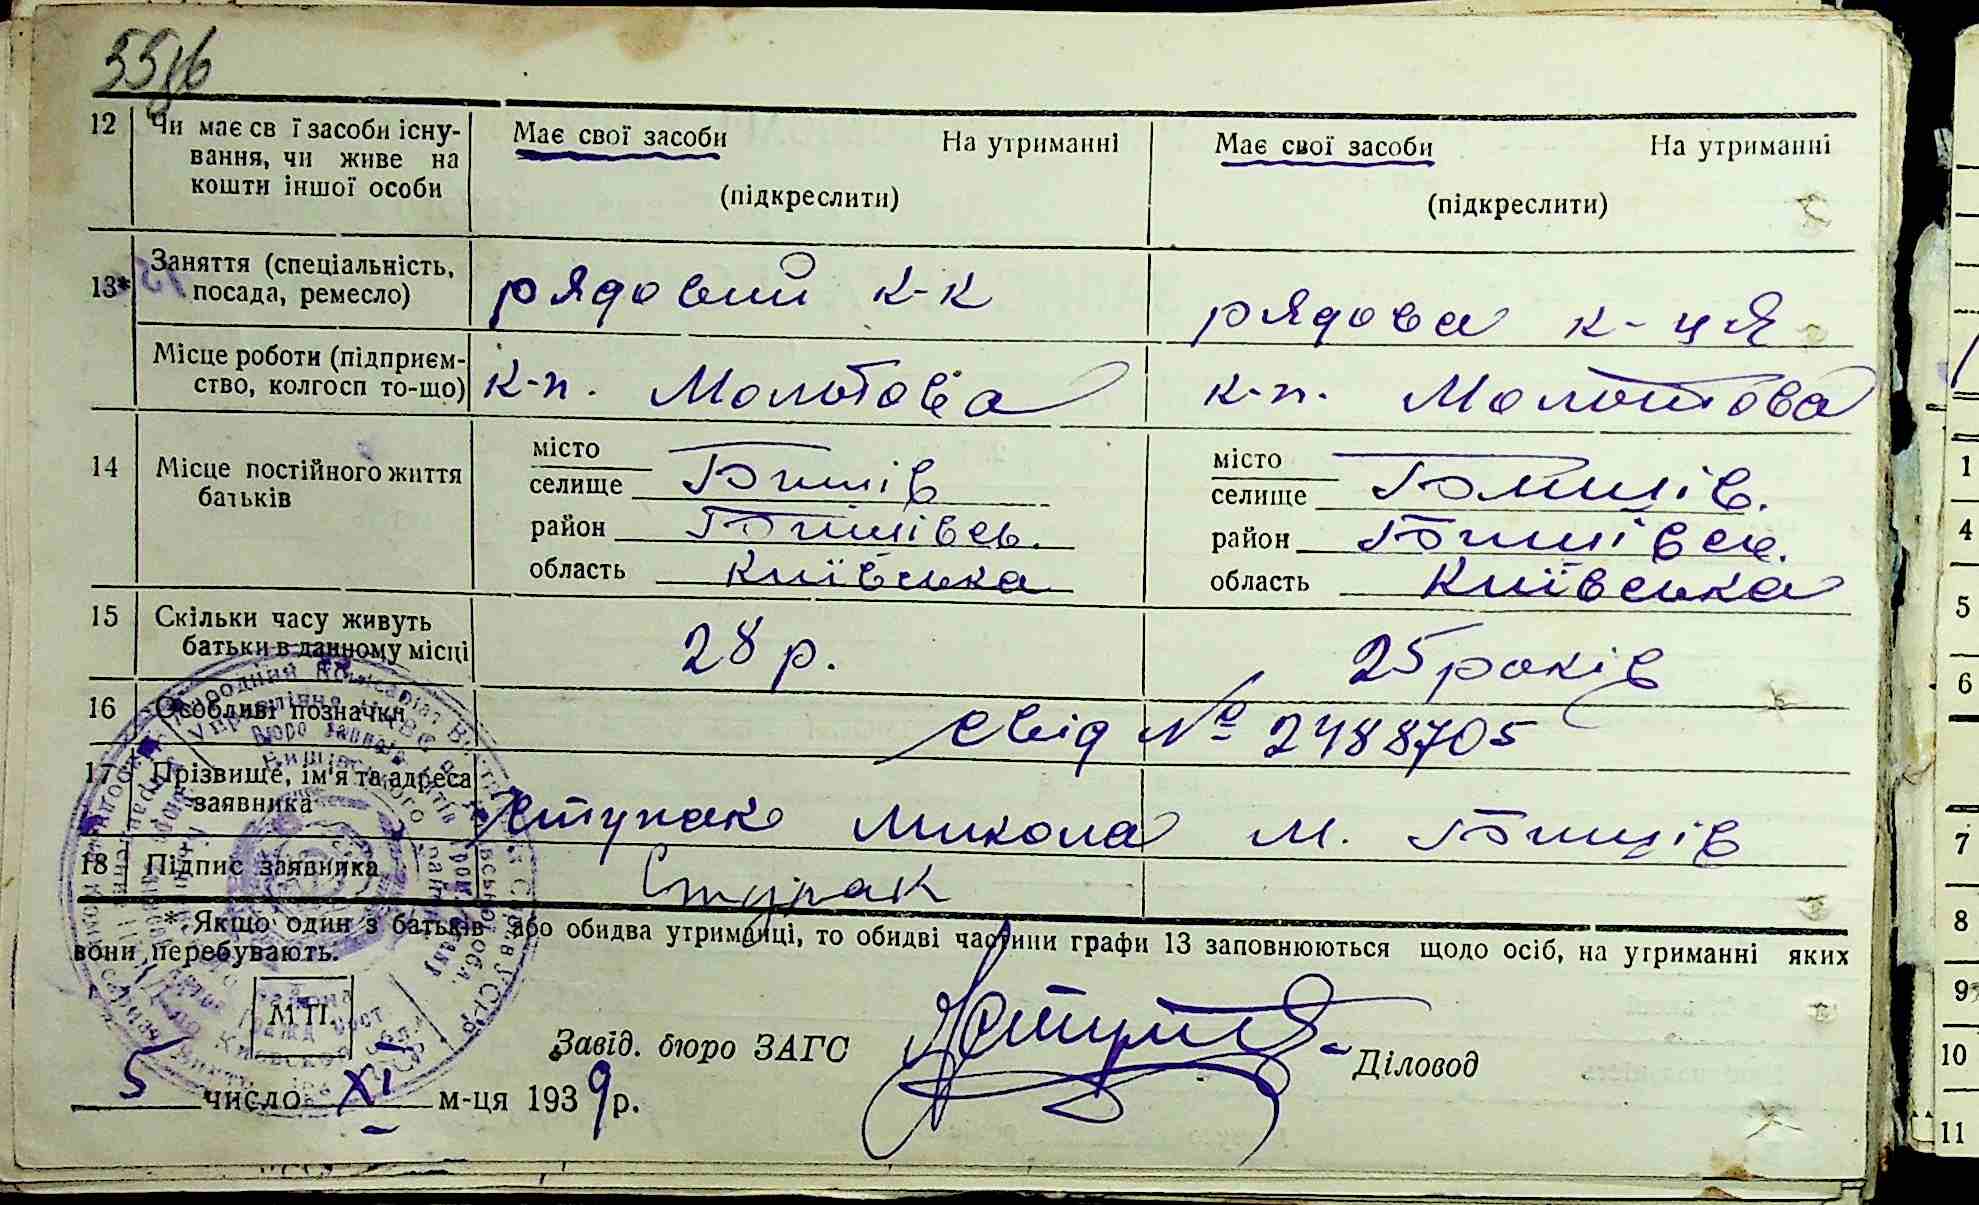 12 Чи має св ї засоби існу- Має свої засоби На утриманні Має свої засоби На утриманні
вання, чи живе на
кошти іншої особи (підкреслити) (підкреслити)
13* Заняття (спеціальність, рядовий к-к рядова к-ця
посада, ремесло)
Місце роботи (підприєм- к-п. Молотова к-п. Молотова
ство, колгосп то-що)
14 Місце постійного життя місто місто
батьків селище Бишів селище Бишів.
район Бишівсь. район Бишівсь.
область Київська область Київська
15 Скільки часу живуть 28 р. 25 років
батьки в данному місці
16 Особливі позначки свід № 2488705
17 Прізвище, ім'я та адреса Ступак Микола М. Бишів
заявника
18 Підпис заявника Ступак
* Якщо один з батьків або обидва утриманці, то обидві частини графи 13 заповнюються щодо осіб, на утриманні яких
вони перебувають.
М П.
Завід. бюро ЗАГС Діловод
5 число XI м-ця 1939 р.
1
4
5
6
7
8
9
10
11